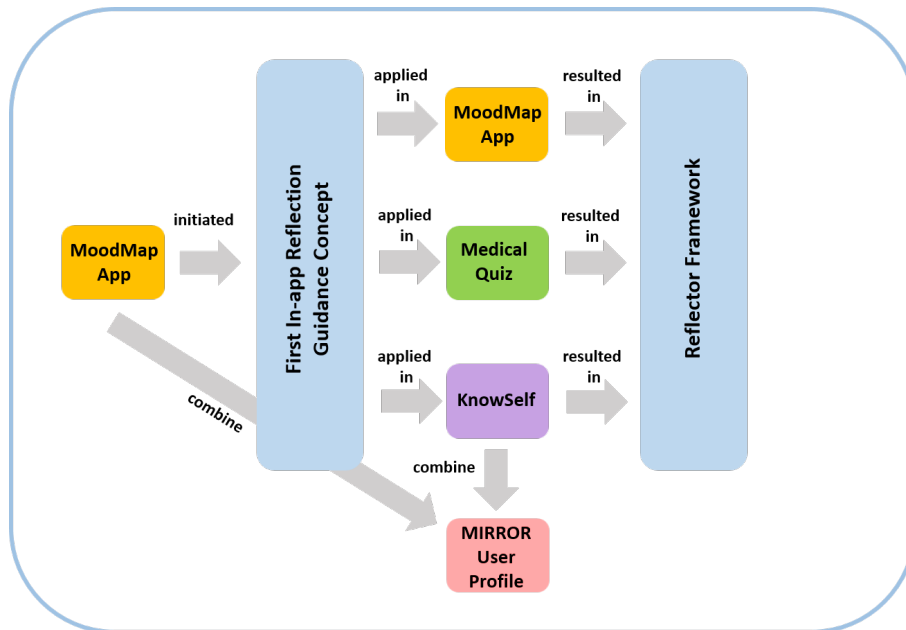 MoodMap
App
initiated
First In-app Reflection
Guidance Concept
applied
in
MoodMap
App
resulted
in
applied
in
Medical
Quiz
resulted
in
applied
in
KnowSelf
resulted
in
Reflector Framework
combine
combine
MIRROR
User
Profile